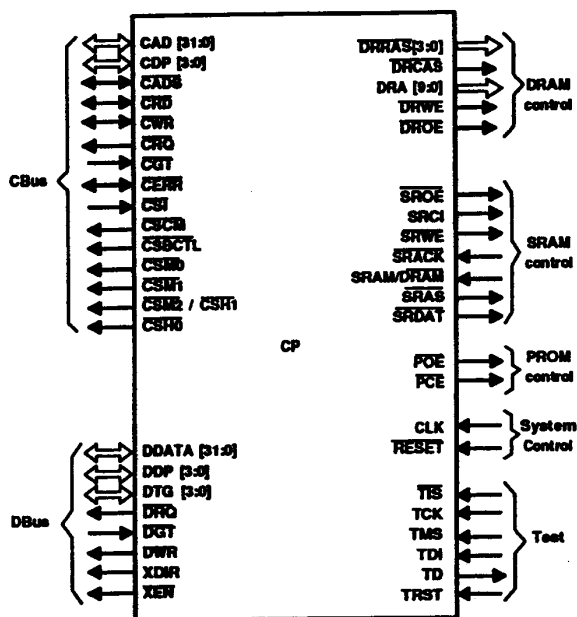 CBus
CAD [31:0]
CDP [3:0]
CADS
CRD
CWR
CRQ
CGT
CERR
CSI
CSCM
CSBCTL
CSM0
CSM1
CSM2 / CSH1
CSH0
DBus
DDATA [31:0]
DDP [3:0]
DTG [3:0]
DRQ
DGT
DWR
XDIR
XEN
CP
DRRAS[3:0]
DRCAS
DRA [9:0]
DRWE
DROE
DRAM
control
SROE
SRCI
SRWE
SRACK
SRAM/DRAM
SRAS
SRDAT
SRAM
control
POE
PCE
PROM
control
CLK
RESET
System
Control
TIS
TCK
TMS
TDI
TD
TRST
Test